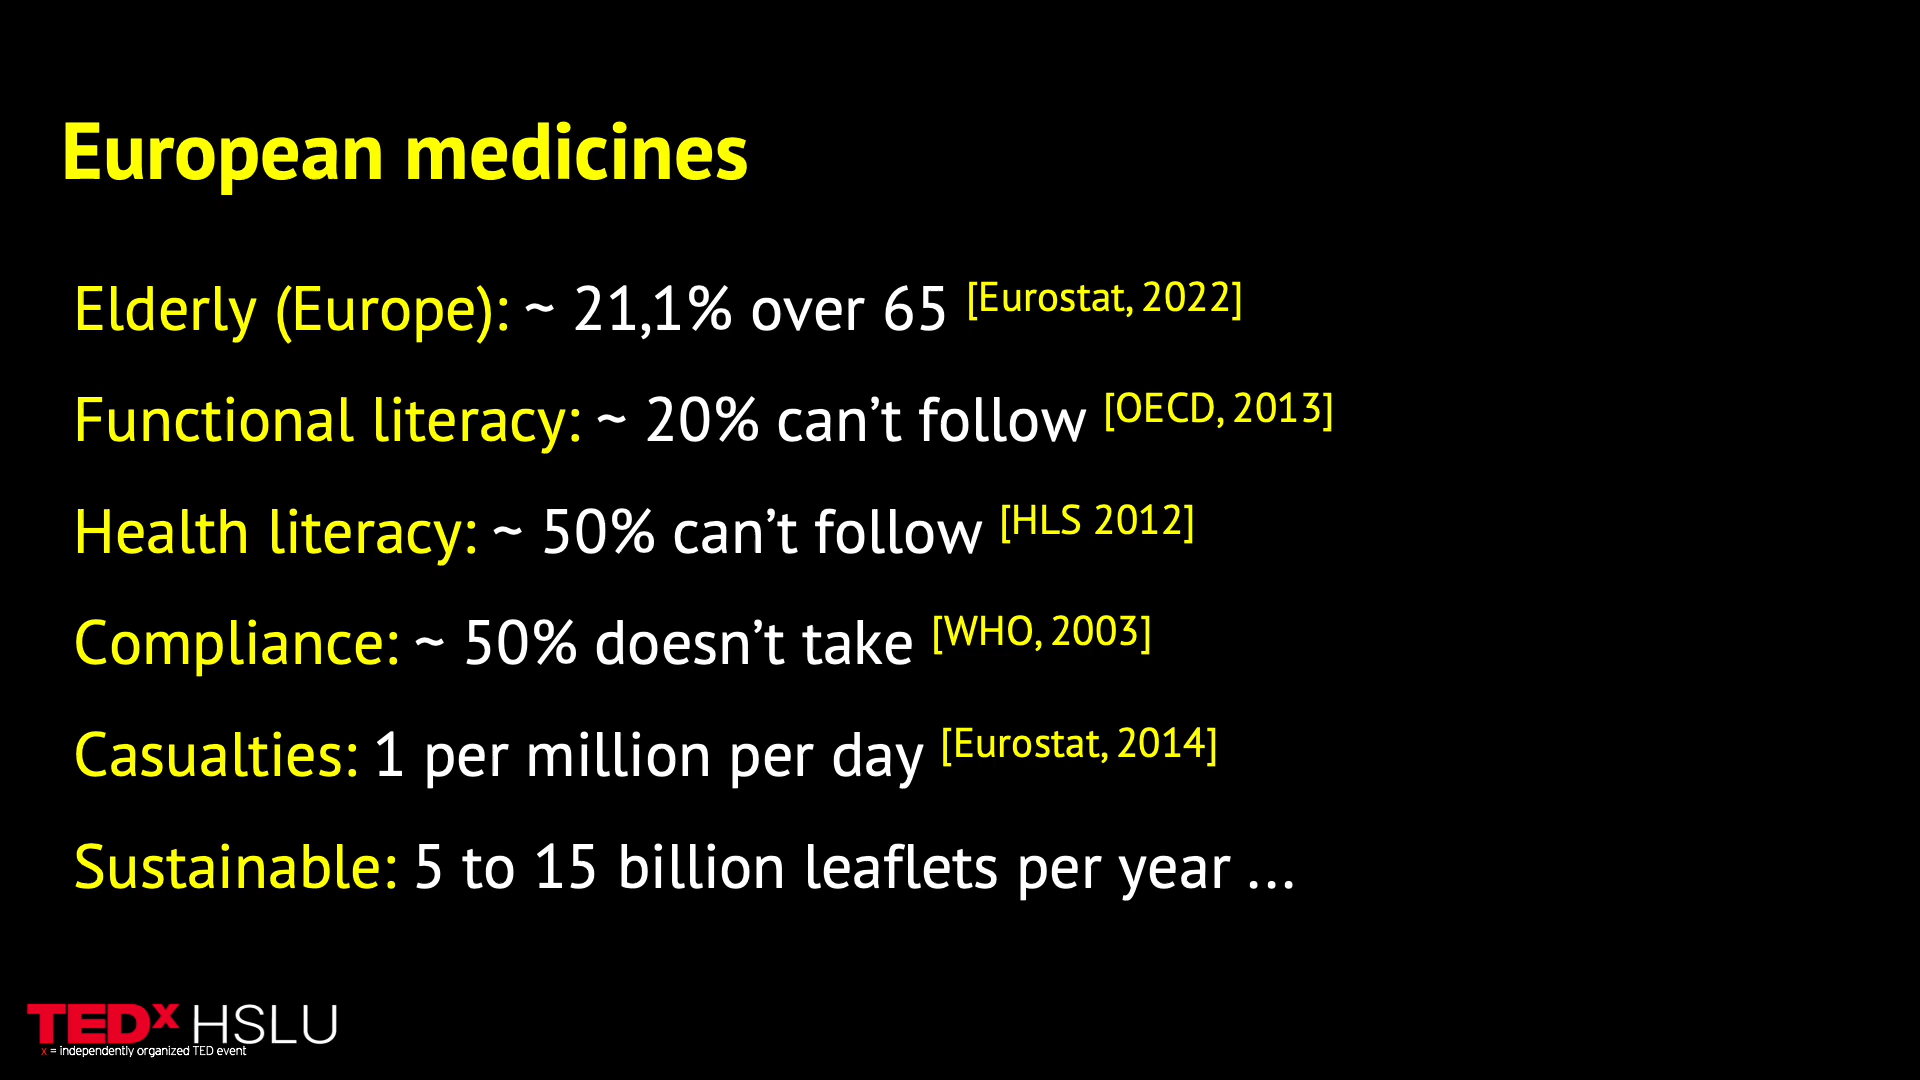 European medicines
Elderly (Europe): ~ 21,1% over 65 [Eurostat, 2022]
Functional literacy: ~ 20% can’t follow [OECD, 2013]
Health literacy: ~ 50% can’t follow [HLS 2012]
Compliance: ~ 50% doesn’t take [WHO, 2003]
Casualties: 1 per million per day [Eurostat, 2014]
Sustainable: 5 to 15 billion leaflets per year ...
TEDx HSLU
x = independently organized TED event